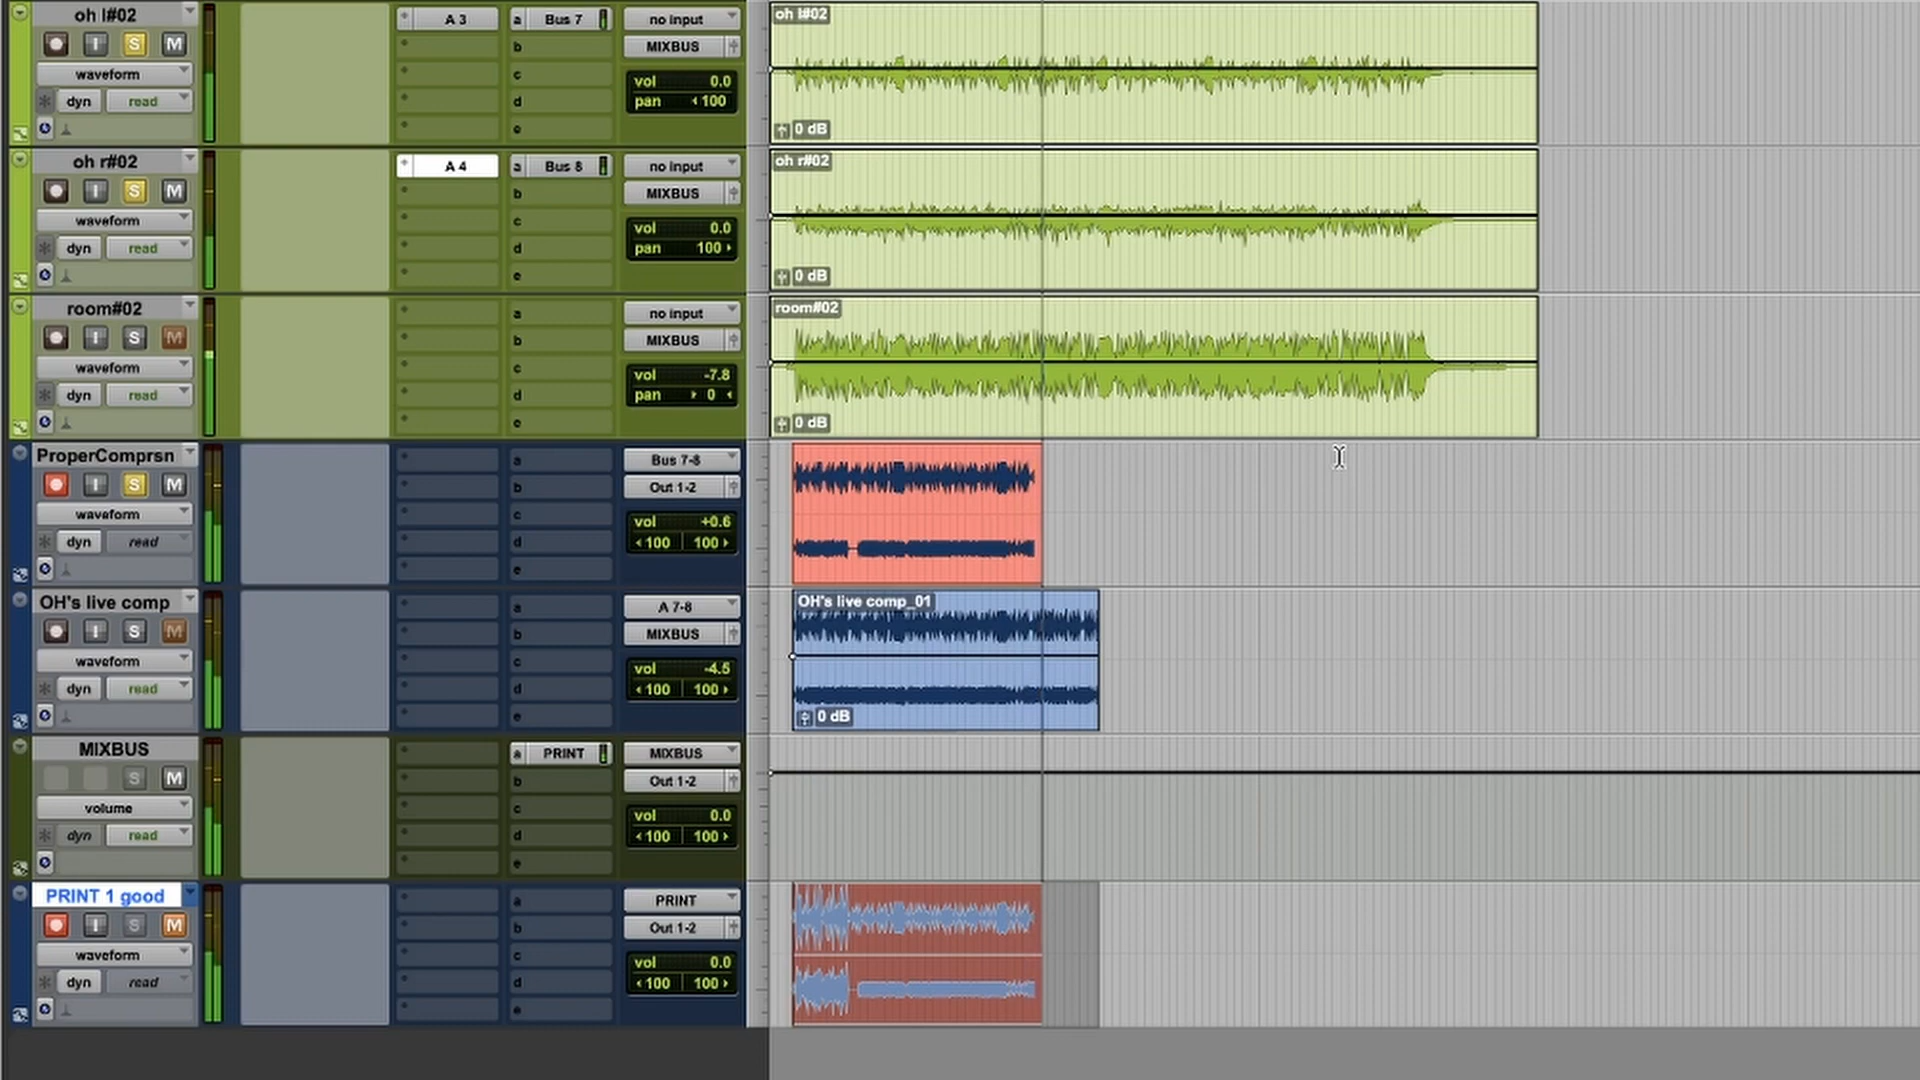 oh l#02 A 3 a Bus 7 no input oh l#02
I S M b MIXBUS
waveform c vol 0.0
dyn read d pan 100
e 0 dB
oh r#02 A 4 a Bus 8 no input oh r#02
I S M b MIXBUS
waveform c vol 0.0
dyn read d pan 100
e 0 dB
room#02 a no input room#02
I S M b MIXBUS
waveform c vol -7.8
dyn read d pan 0
e 0 dB
ProperComprsn a Bus 7-8
I S M b Out 1-2
waveform c vol +0.6
dyn read d 100 100
e
OH's live comp a A 7-8 OH's live comp_01
I S M b MIXBUS
waveform c vol -4.5
dyn read d 100 100
e 0 dB
MIXBUS a PRINT MIXBUS
S M b Out 1-2
volume c vol 0.0
dyn read d 100 100
e
PRINT 1 good a PRINT
I S M b Out 1-2
waveform c vol 0.0
dyn read d 100 100
e